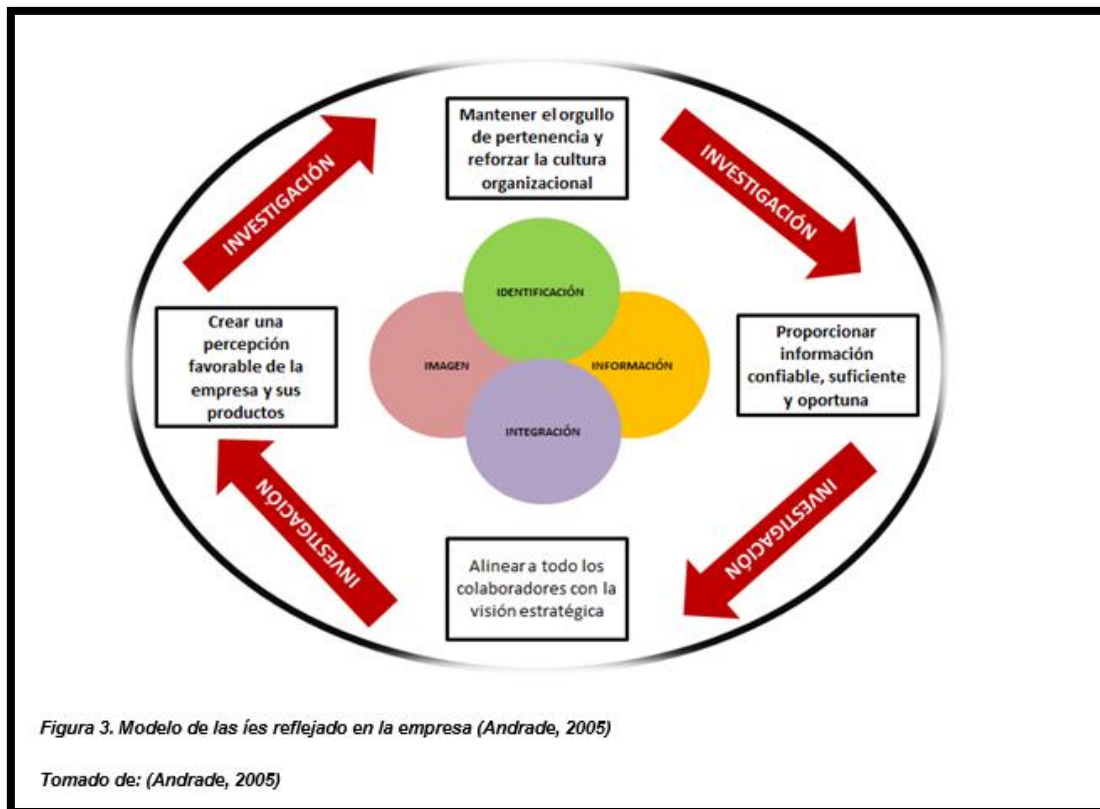 Mantener el orgullo
de pertenencia y
reforzar la cultura
organizacional
INVESTIGACIÓN
INVESTIGACIÓN
IDENTIFICACIÓN
Crear una
percepción
favorable de la
empresa y sus
productos
IMAGEN
INFORMACIÓN
Proporcionar
información
confiable, suficiente
y oportuna
INTEGRACIÓN
INVESTIGACIÓN
INVESTIGACIÓN
Alinear a todo los
colaboradores con la
visión estratégica
Figura 3. Modelo de las íes reflejado en la empresa (Andrade, 2005)
Tomado de: (Andrade, 2005)